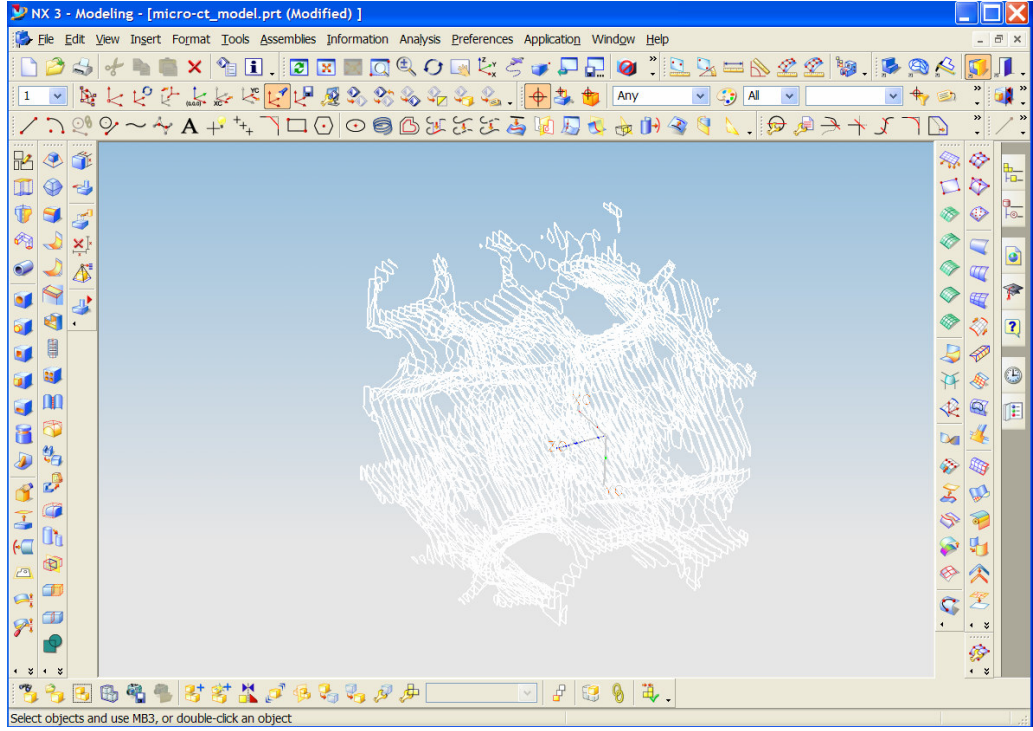 NX 3 - Modeling - [micro-ct_model.prt (Modified) ]
File Edit View Insert Format Tools Assemblies Information Analysis Preferences Application Window Help
1 Any All
Select objects and use MB3, or double-click an object